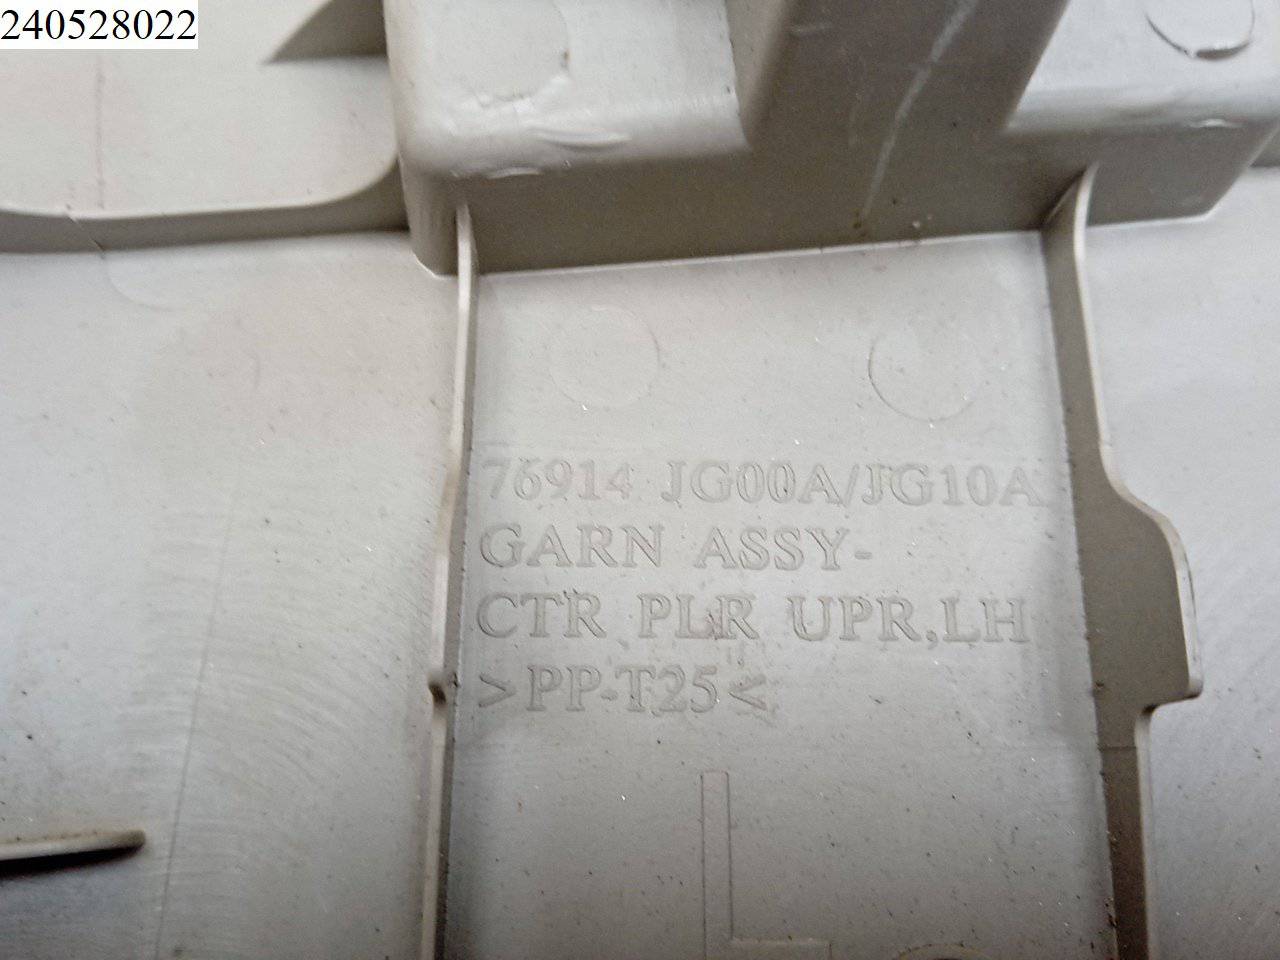 240528022
76914 JG00A/JG10A
GARN ASSY-
CTR PLR UPR,LH
>PP-T25<
L